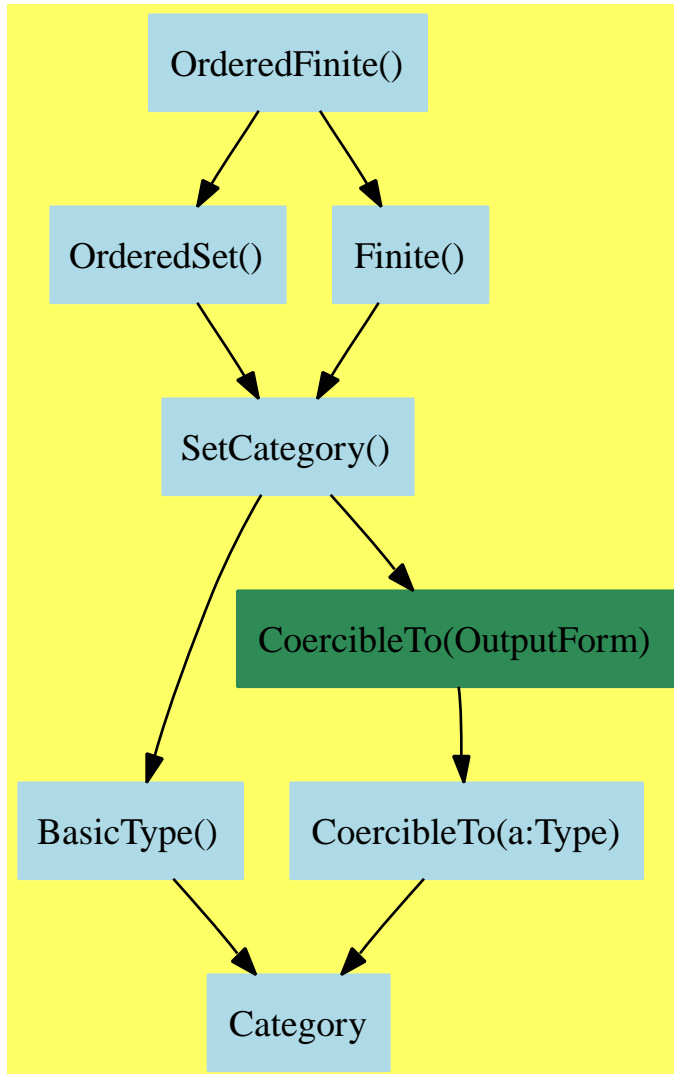 OrderedFinite()
OrderedSet()
Finite()
SetCategory()
CoercibleTo(OutputForm)
BasicType()
CoercibleTo(a:Type)
Category